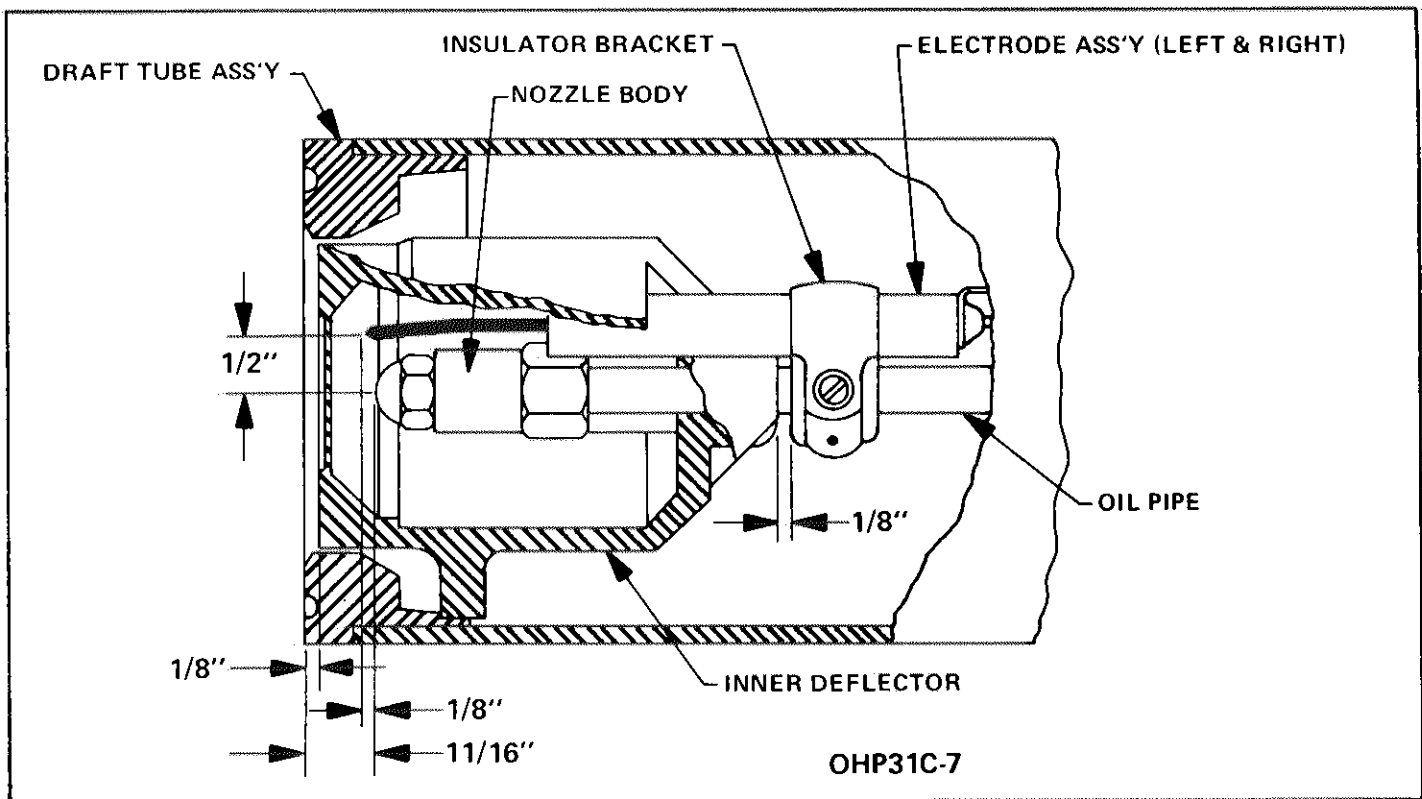 INSULATOR BRACKET
ELECTRODE ASS'Y (LEFT & RIGHT)
DRAFT TUBE ASS'Y
NOZZLE BODY
1/2''
OIL PIPE
1/8''
1/8''
INNER DEFLECTOR
1/8''
11/16''
OHP31C-7